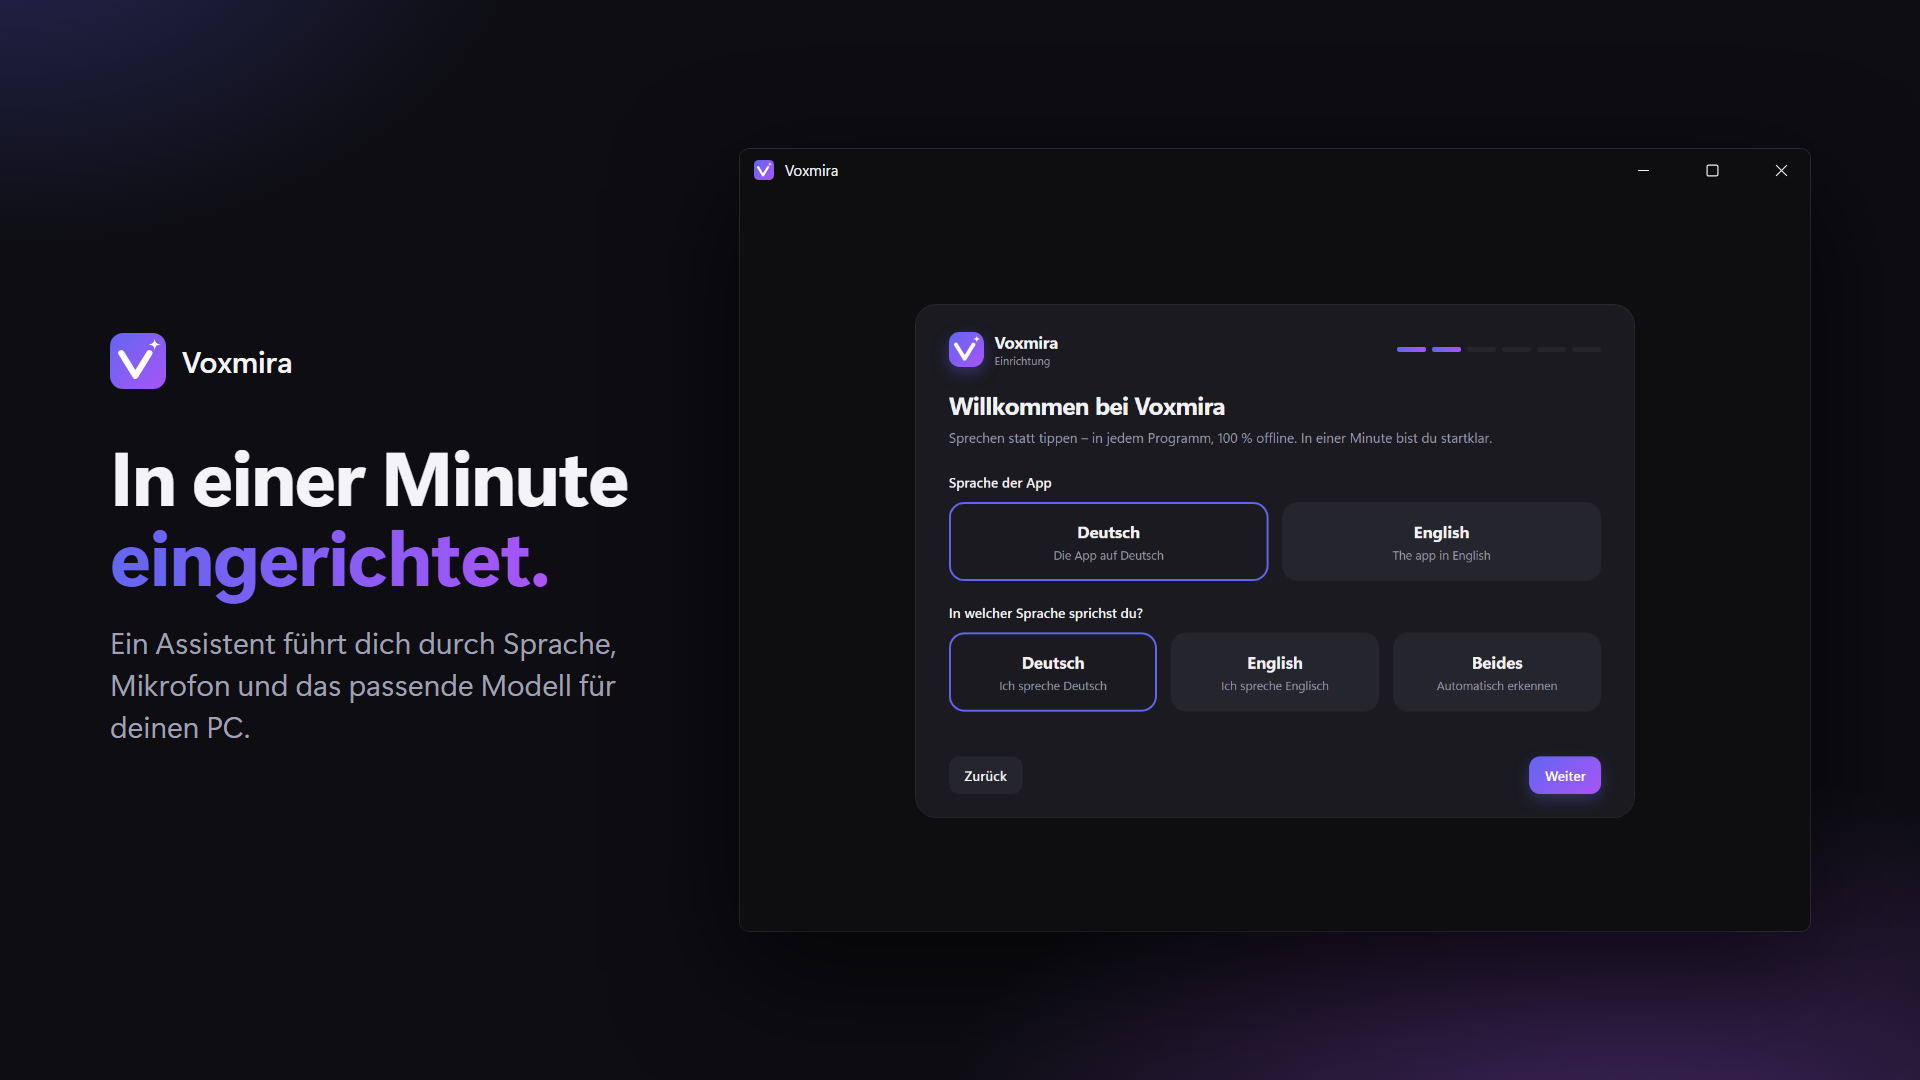 Voxmira
In einer Minute
eingerichtet.
Ein Assistent führt dich durch Sprache,
Mikrofon und das passende Modell für
deinen PC.
Voxmira
Voxmira
Einrichtung
Willkommen bei Voxmira
Sprechen statt tippen – in jedem Programm, 100 % offline. In einer Minute bist du startklar.
Sprache der App
Deutsch
Die App auf Deutsch
English
The app in English
In welcher Sprache sprichst du?
Deutsch
Ich spreche Deutsch
English
Ich spreche Englisch
Beides
Automatisch erkennen
Zurück
Weiter